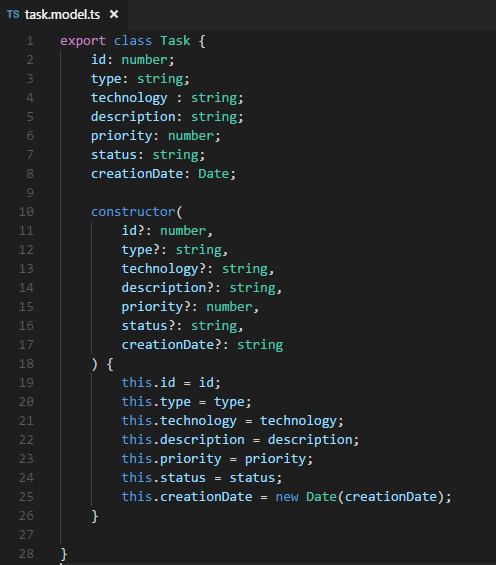 TS task.model.ts ×
1 export class Task {
2     id: number;
3     type: string;
4     technology : string;
5     description: string;
6     priority: number;
7     status: string;
8     creationDate: Date;
9
10     constructor(
11         id?: number,
12         type?: string,
13         technology?: string,
14         description?: string,
15         priority?: number,
16         status?: string,
17         creationDate?: string
18     ) {
19         this.id = id;
20         this.type = type;
21         this.technology = technology;
22         this.description = description;
23         this.priority = priority;
24         this.status = status;
25         this.creationDate = new Date(creationDate);
26     }
27
28 }